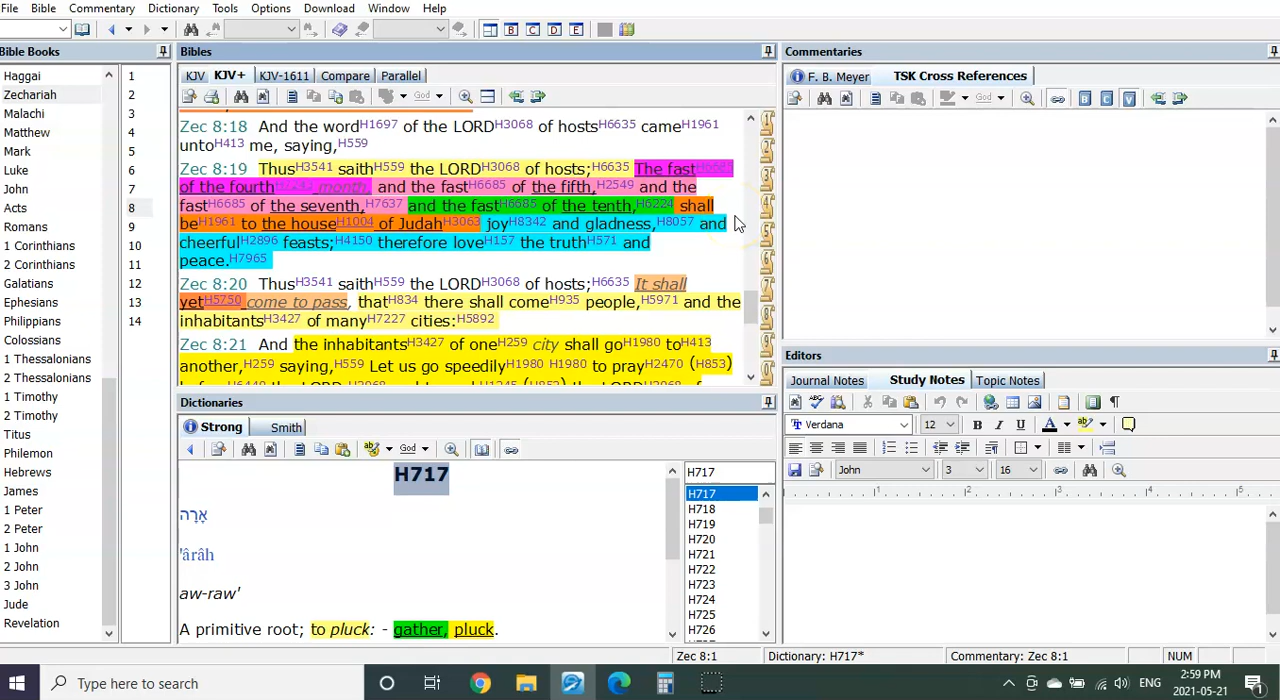 File Bible Commentary Dictionary Tools Options Download Window Help
B C D E
Bible Books
Bibles
Commentaries
Haggai
Zechariah
Malachi
Matthew
Mark
Luke
John
Acts
Romans
1 Corinthians
2 Corinthians
Galatians
Ephesians
Philippians
Colossians
1 Thessalonians
2 Thessalonians
1 Timothy
2 Timothy
Titus
Philemon
Hebrews
James
1 Peter
2 Peter
1 John
2 John
3 John
Jude
Revelation
1
2
3
4
5
6
7
8
9
10
11
12
13
14
KJV KJV+ KJV-1611 Compare Parallel
God
Zec 8:18 And the wordH1697 of the LORDH3068 of hostsH6635 cameH1961
untoH413 me, saying,H559
Zec 8:19 ThusH3541 saithH559 the LORDH3068 of hosts;H6635 The fastH6685
of the fourth month, and the fastH6685 of the fifth,H2549 and the
fastH6685 of the seventh,H7637 and the fastH6685 of the tenth,H6224 shall
beH1961 to the houseH1004 of JudahH3063 joyH8342 and gladness,H8057 and
cheerfulH2896 feasts;H4150 therefore loveH157 the truthH571 and
peace.H7965
Zec 8:20 ThusH3541 saithH559 the LORDH3068 of hosts;H6635 It shall
yetH5750 come to pass, thatH834 there shall comeH935 people,H5971 and the
inhabitantsH3427 of manyH7227 cities:H5892
Zec 8:21 And the inhabitantsH3427 of oneH259 city shall goH1980 toH413
another,H259 saying,H559 Let us go speedilyH1980 H1980 to prayH2470 (H853)
F. B. Meyer TSK Cross References
God
B C V
Dictionaries
Strong Smith
God
H717
אָרָה
'ârâh
aw-raw'
A primitive root; to pluck: - gather, pluck.
H717
H717
H718
H719
H720
H721
H722
H723
H724
H725
H726
Editors
Journal Notes Study Notes Topic Notes
Verdana 12 B I U A ab
John 3 16
1 2 3 4 5
Zec 8:1 Dictionary: H717* Commentary: Zec 8:1 NUM
Type here to search
ENG
2:59 PM
2021-05-21
1